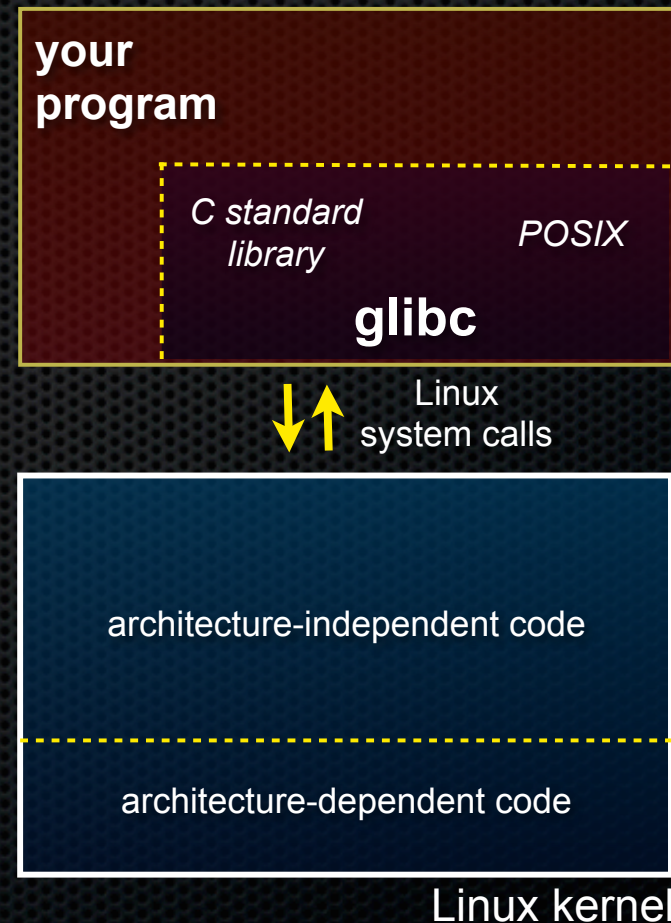 your
program
C standard
library
POSIX
glibc
Linux
system calls
architecture-independent code
architecture-dependent code
Linux kernel